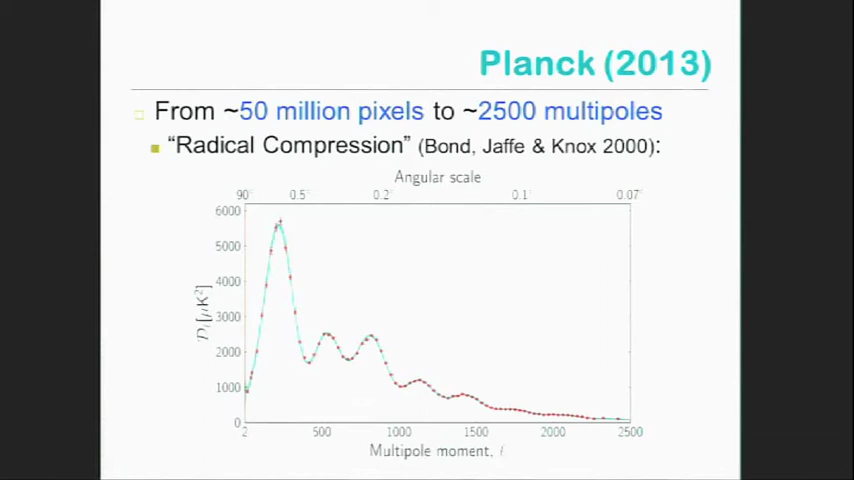 Planck (2013)
From ~50 million pixels to ~2500 multipoles
“Radical Compression” (Bond, Jaffe & Knox 2000):
Angular scale
90° 0.5° 0.2° 0.1° 0.07°
6000
5000
4000
3000
2000
1000
0
𝒟ₗ[μK²]
2 500 1000 1500 2000 2500
Multipole moment, ℓ